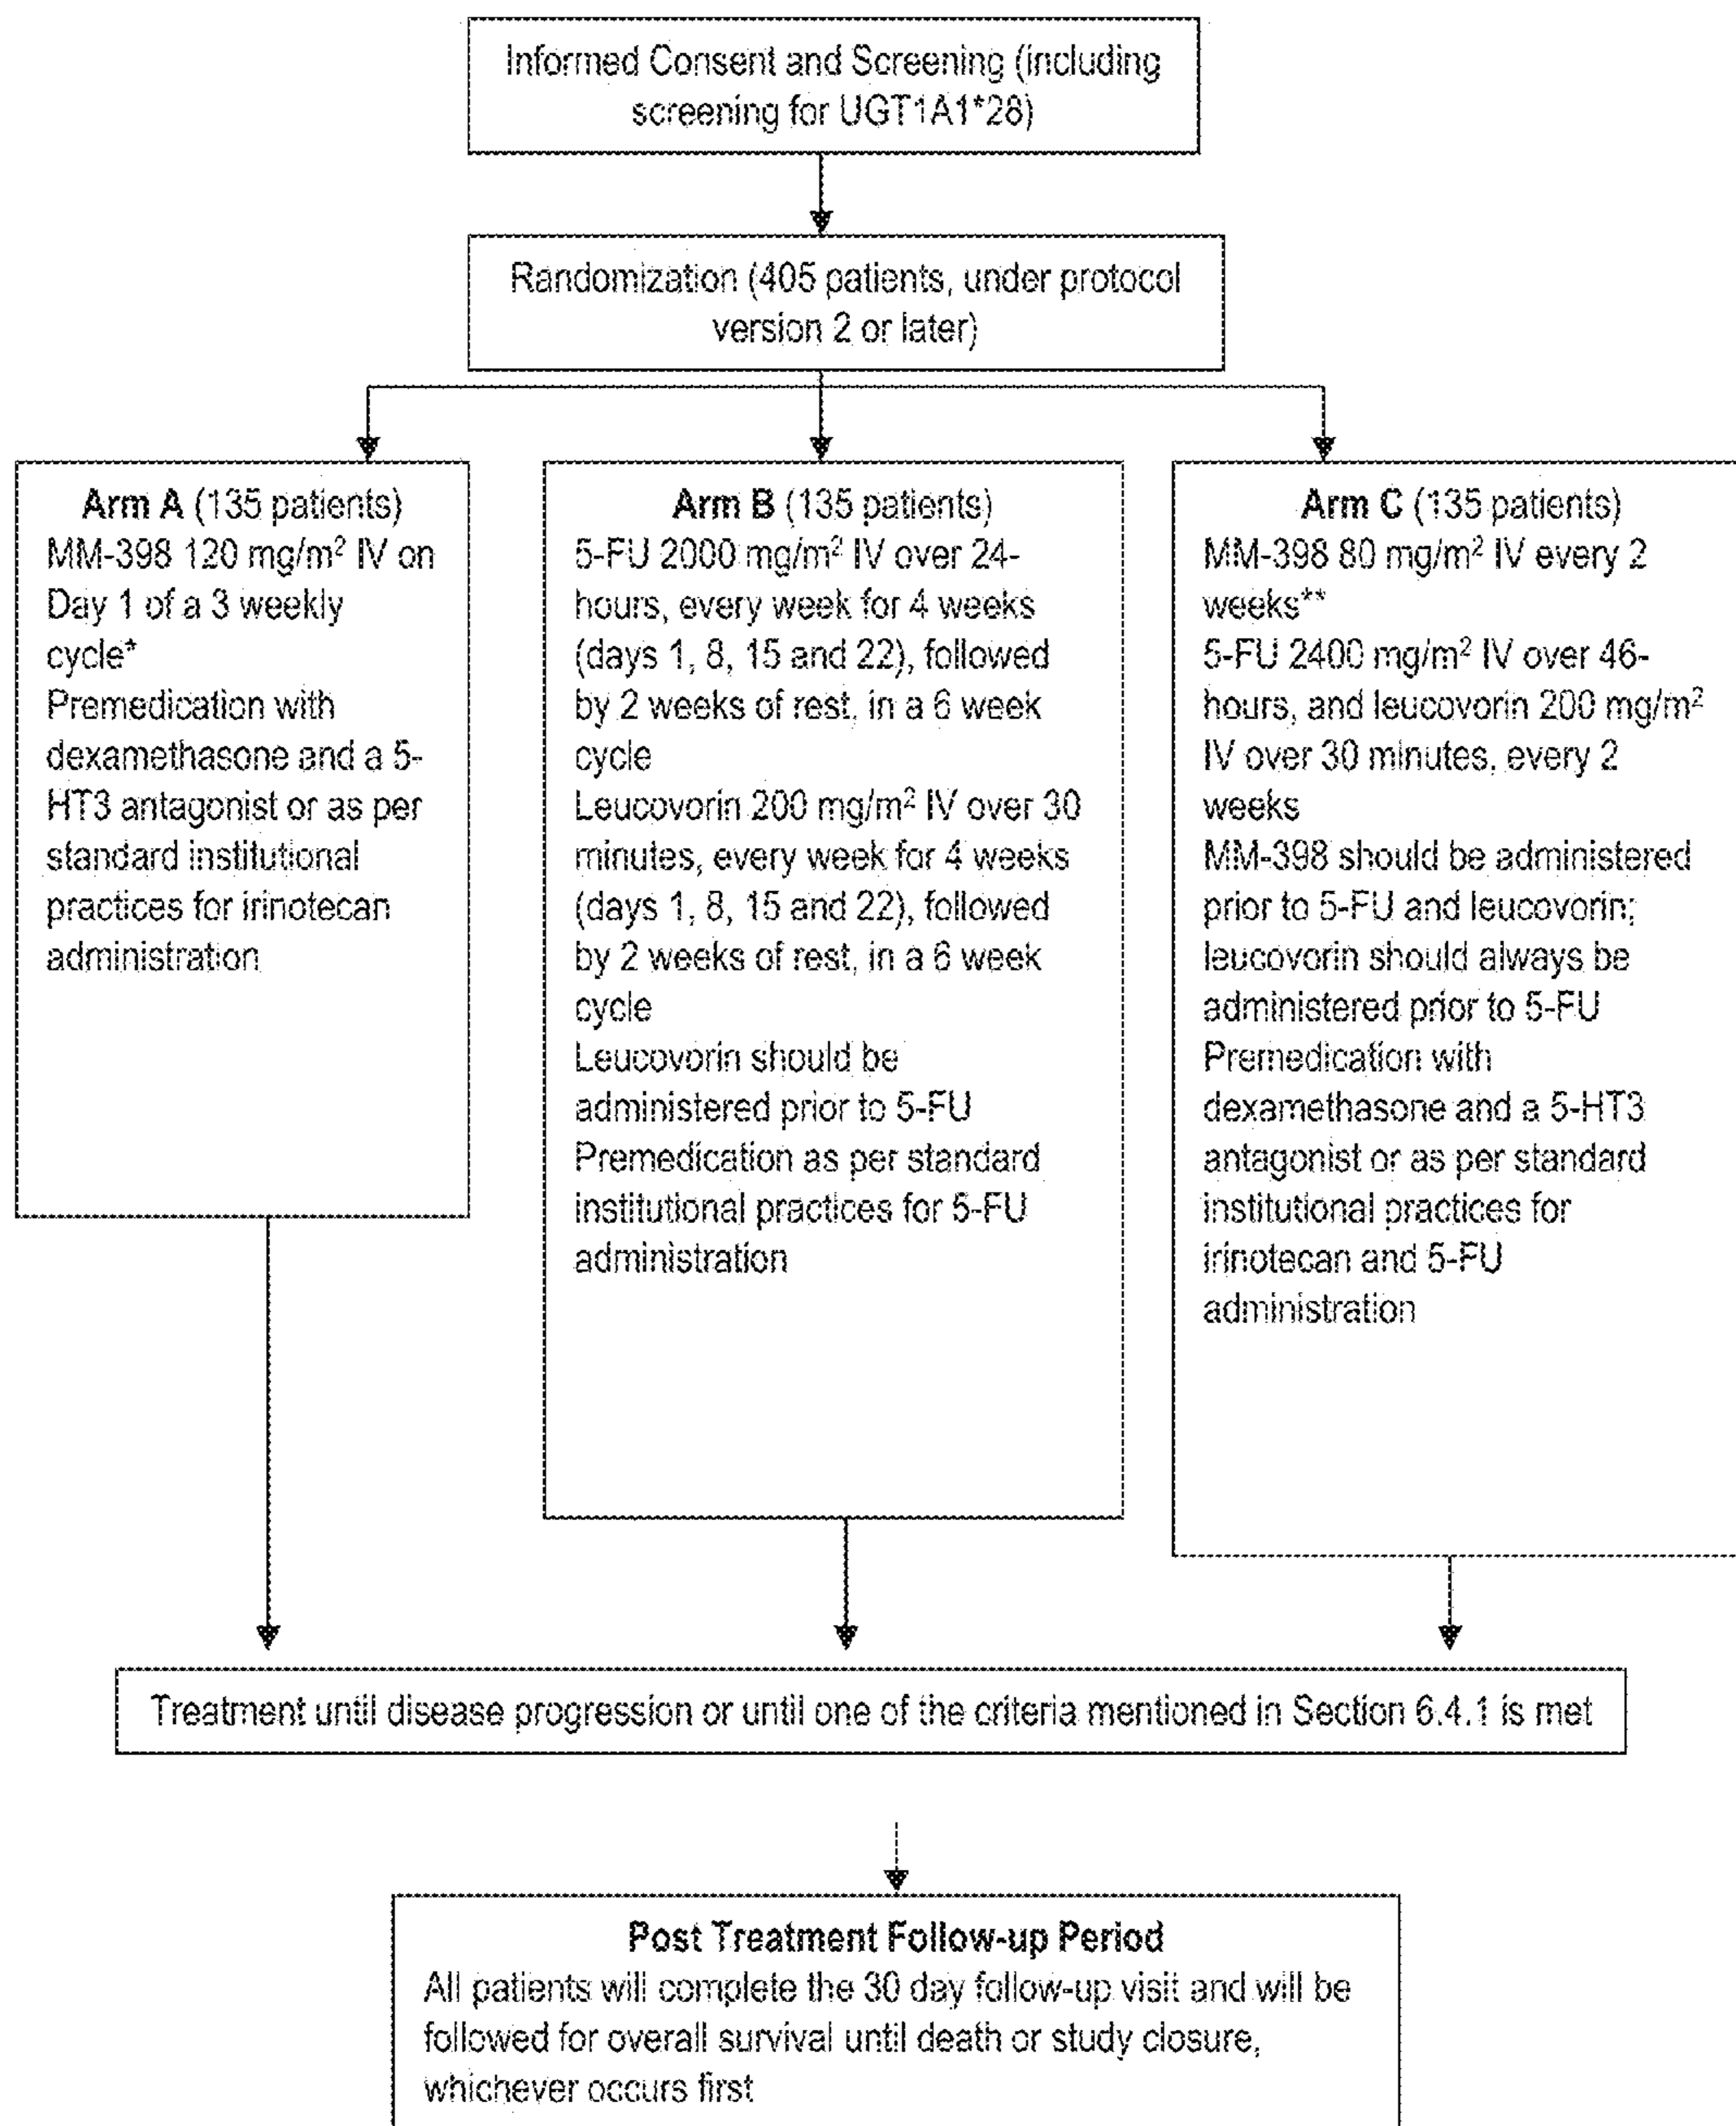 Informed Consent and Screening (including
screening for UGT1A1*28)
Randomization (405 patients, under protocol
version 2 or later)
Arm A (135 patients)
MM-398 120 mg/m² IV on
Day 1 of a 3 weekly
cycle*
Premedication with
dexamethasone and a 5-
HT3 antagonist or as per
standard institutional
practices for irinotecan
administration
Arm B (135 patients)
5-FU 2000 mg/m² IV over 24-
hours, every week for 4 weeks
(days 1, 8, 15 and 22), followed
by 2 weeks of rest, in a 6 week
cycle
Leucovorin 200 mg/m² IV over 30
minutes, every week for 4 weeks
(days 1, 8, 15 and 22), followed
by 2 weeks of rest, in a 6 week
cycle
Leucovorin should be
administered prior to 5-FU
Premedication as per standard
institutional practices for 5-FU
administration
Arm C (135 patients)
MM-398 80 mg/m² IV every 2
weeks**
5-FU 2400 mg/m² IV over 46-
hours, and leucovorin 200 mg/m²
IV over 30 minutes, every 2
weeks
MM-398 should be administered
prior to 5-FU and leucovorin;
leucovorin should always be
administered prior to 5-FU
Premedication with
dexamethasone and a 5-HT3
antagonist or as per standard
institutional practices for
irinotecan and 5-FU
administration
Treatment until disease progression or until one of the criteria mentioned in Section 6.4.1 is met
Post Treatment Follow-up Period
All patients will complete the 30 day follow-up visit and will be
followed for overall survival until death or study closure,
whichever occurs first